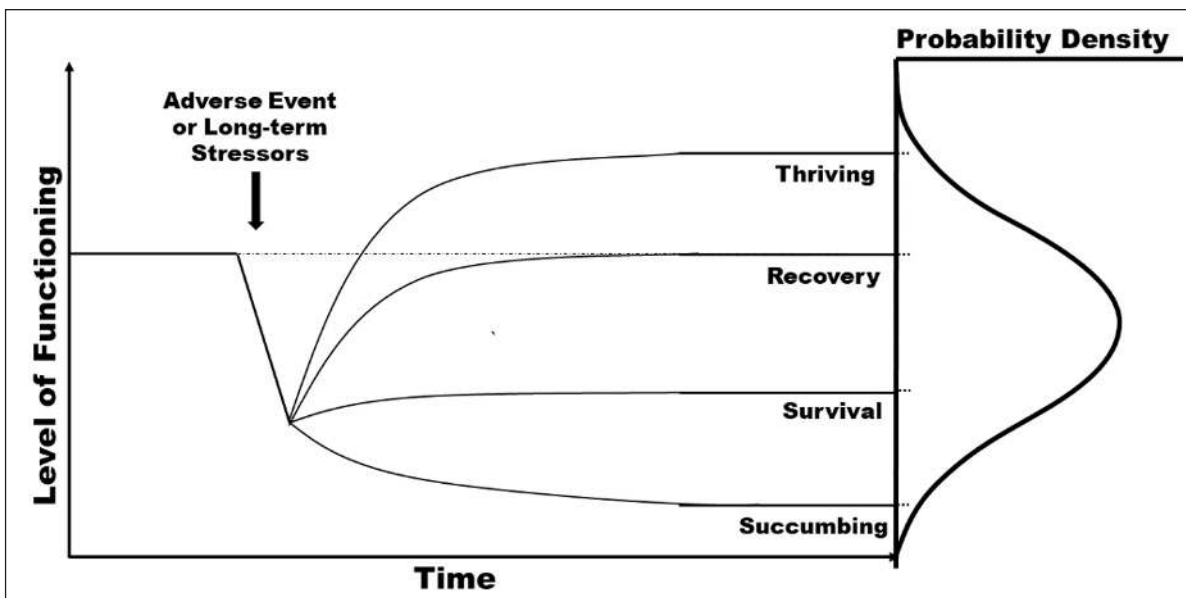 Probability Density
Adverse Event
or Long-term
Stressors
Level of Functioning
Thriving
Recovery
Survival
Succumbing
Time